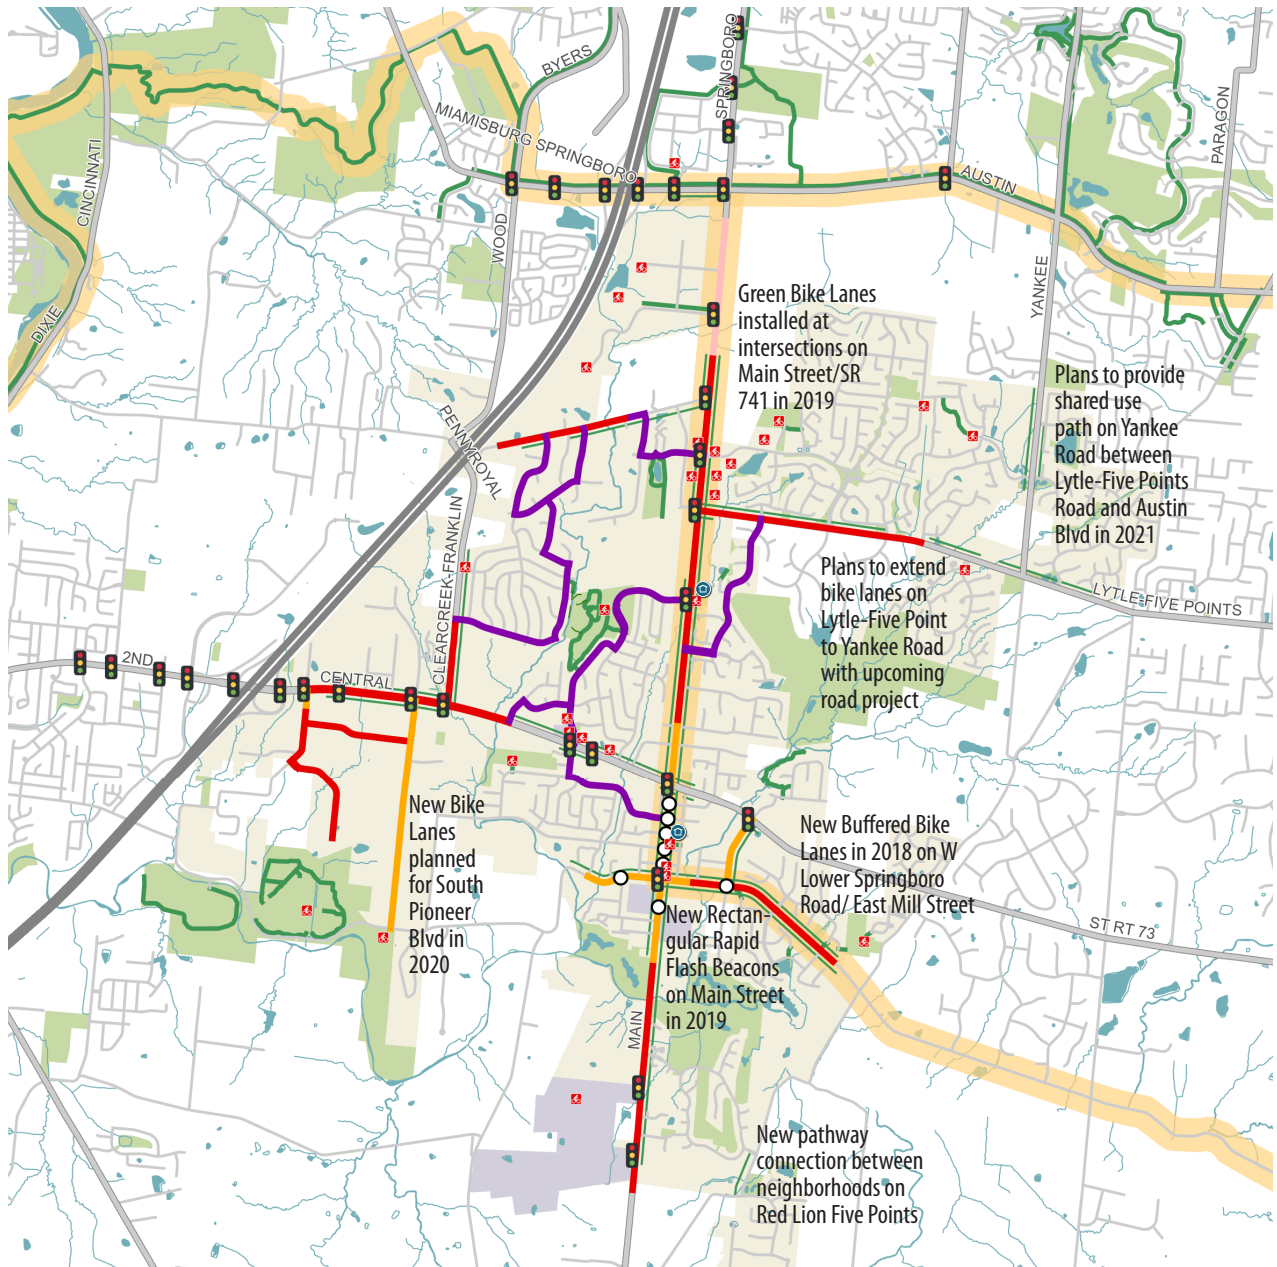 SPRINGBORO
BYERS
MIAMISBURG SPRINGBORO
PARAGON
CINCINNATI
AUSTIN
WOOD
YANKEE
DIXIE
Green Bike Lanes
installed at
intersections on
Main Street/SR
741 in 2019
Plans to provide
shared use
path on Yankee
Road between
Lytle-Five Points
Road and Austin
Blvd in 2021
PENNYROYAL
CLEARCREEK-FRANKLIN
Plans to extend
bike lanes on
Lytle-Five Point
to Yankee Road
with upcoming
road project
LYTLE-FIVE POINTS
2ND
CENTRAL
New Bike
Lanes
planned
for South
Pioneer
Blvd in
2020
New Buffered Bike
Lanes in 2018 on W
Lower Springboro
Road/ East Mill Street
ST RT 73
New Rectan-
gular Rapid
Flash Beacons
on Main Street
in 2019
MAIN
New pathway
connection between
neighborhoods on
Red Lion Five Points